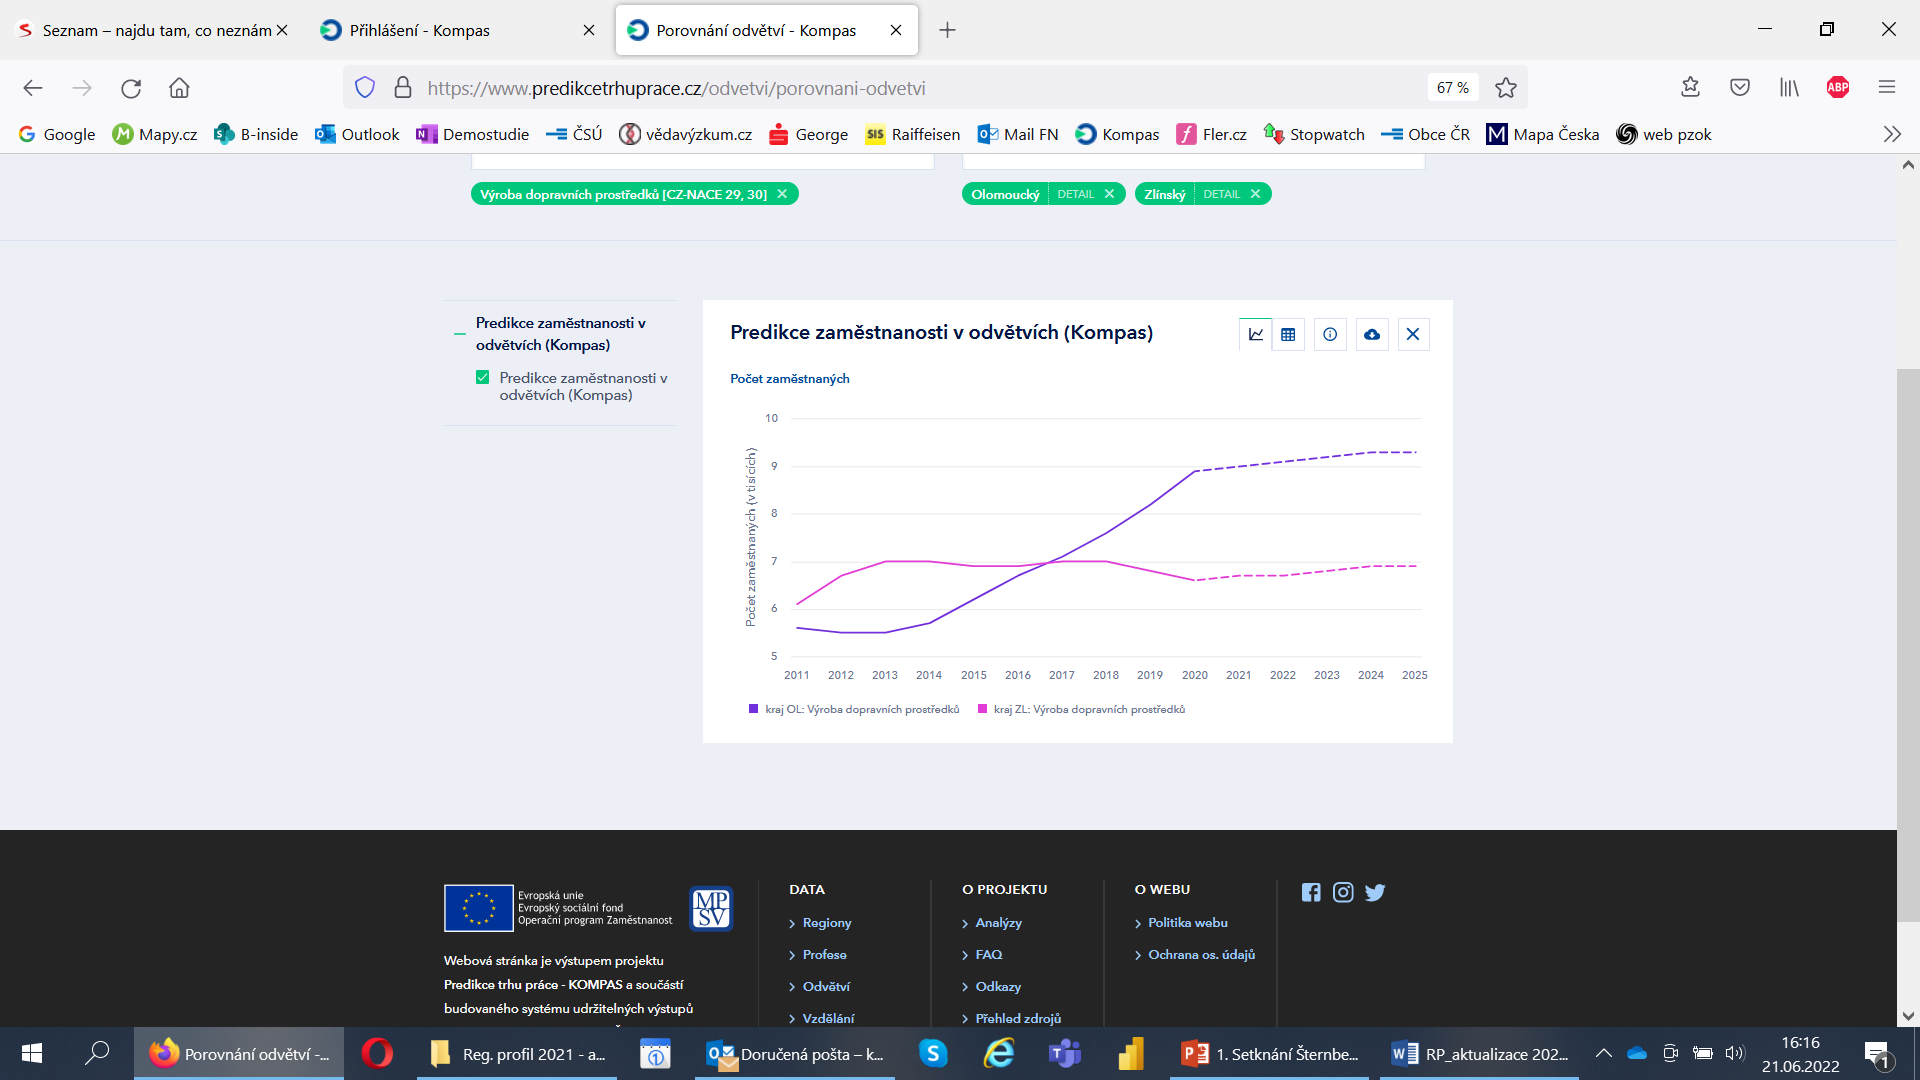 Seznam – najdu tam, co neznám
Přihlášení - Kompas
Porovnání odvětví - Kompas
https://www.predikcetrhuprace.cz/odvetvi/porovnani-odvetvi
67 %
ABP
Google
Mapy.cz
B-inside
Outlook
Demostudie
ČSÚ
vědavýzkum.cz
George
SIS Raiffeisen
Mail FN
Kompas
Fler.cz
Stopwatch
Obce ČR
Mapa Česka
web pzok
Výroba dopravních prostředků [CZ-NACE 29, 30]
Olomoucký DETAIL
Zlínský DETAIL
Predikce zaměstnanosti v
odvětvích (Kompas)
Predikce zaměstnanosti v
odvětvích (Kompas)
Predikce zaměstnanosti v odvětvích (Kompas)
Počet zaměstnaných
Počet zaměstnaných (v tisících)
10
9
8
7
6
5
2011 2012 2013 2014 2015 2016 2017 2018 2019 2020 2021 2022 2023 2024 2025
kraj OL: Výroba dopravních prostředků
kraj ZL: Výroba dopravních prostředků
Evropská unie
Evropský sociální fond
Operační program Zaměstnanost
MP
SV
Webová stránka je výstupem projektu
Predikce trhu práce - KOMPAS a součástí
budovaného systému udržitelných výstupů
DATA
Regiony
Profese
Odvětví
Vzdělání
O PROJEKTU
Analýzy
FAQ
Odkazy
Přehled zdrojů
O WEBU
Politika webu
Ochrana os. údajů
Porovnání odvětví -...
Reg. profil 2021 - a...
Doručená pošta – k...
1. Setknání Šternbe...
RP_aktualizace 202...
16:16
21.06.2022
1